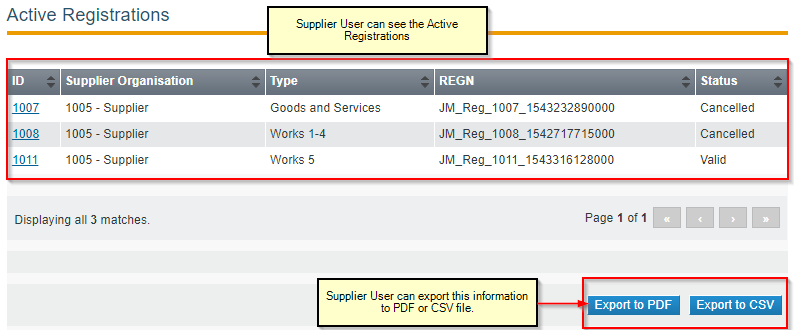 Active Registrations
Supplier User can see the Active
Registrations
ID Supplier Organisation Type REGN Status
1007 1005 - Supplier Goods and Services JM_Reg_1007_1543232890000 Cancelled
1008 1005 - Supplier Works 1-4 JM_Reg_1008_1542717715000 Cancelled
1011 1005 - Supplier Works 5 JM_Reg_1011_1543316128000 Valid
Displaying all 3 matches. Page 1 of 1 « ‹ › »
Supplier User can export this information
to PDF or CSV file.
Export to PDF Export to CSV